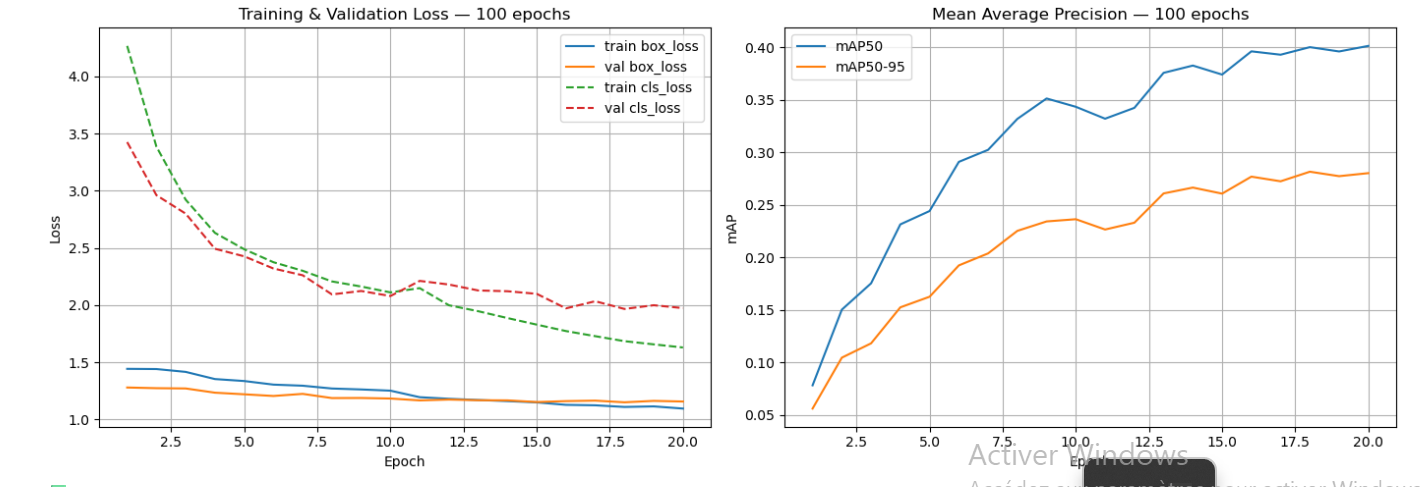 Training & Validation Loss — 100 epochs
Loss
4.0
3.5
3.0
2.5
2.0
1.5
1.0
train box_loss
val box_loss
train cls_loss
val cls_loss
2.5 5.0 7.5 10.0 12.5 15.0 17.5 20.0
Epoch
Mean Average Precision — 100 epochs
mAP
0.40
0.35
0.30
0.25
0.20
0.15
0.10
0.05
mAP50
mAP50-95
2.5 5.0 7.5 10.0 12.5 15.0 17.5 20.0
Activer Windows